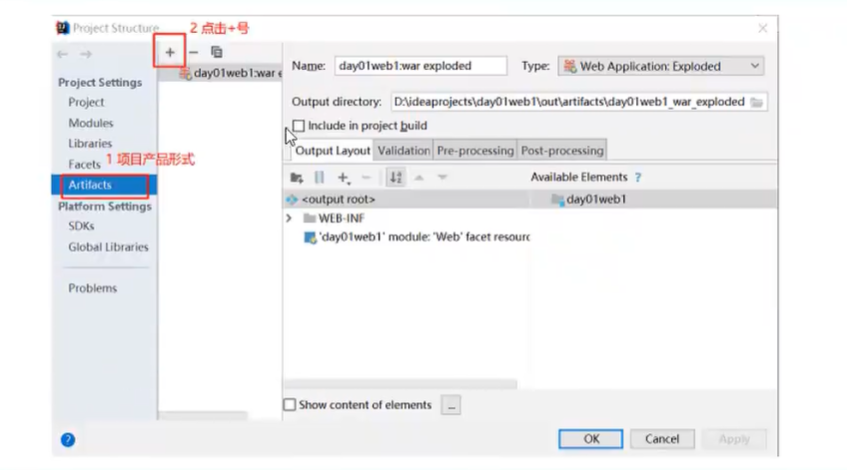 Project Structure
2 点击+号
day01web1:war e
Name: day01web1:war exploded
Type: Web Application: Exploded
Output directory: D:\ideaprojects\day01web1\out\artifacts\day01web1_war_exploded
Include in project build
Project Settings
Project
Modules
Libraries
Facets
1 项目产品形式
Artifacts
Platform Settings
SDKs
Global Libraries
Problems
Output Layout Validation Pre-processing Post-processing
Available Elements ?
<output root>
day01web1
WEB-INF
'day01web1' module: 'Web' facet resourc
Show content of elements ...
? OK Cancel Apply